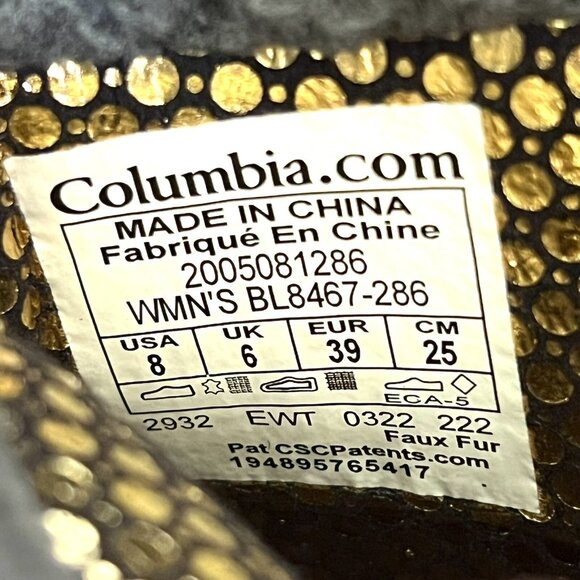 Columbia.com
MADE IN CHINA
Fabriqué En Chine
2005081286
WMN'S BL8467-286
USA UK EUR CM
8 6 39 25
ECA-5
2932 EWT 0322 222
Faux Fur
Pat CSCPatents.com
194895765417